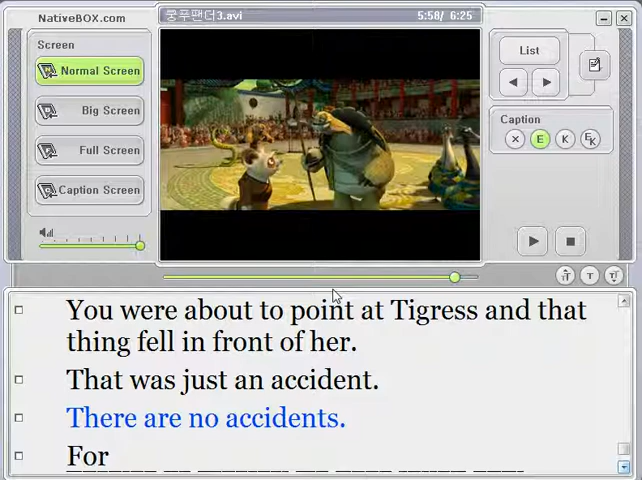 NativeBOX.com
쿵푸팬더3.avi
5:58/ 6:25
Screen
Normal Screen
Big Screen
Full Screen
Caption Screen
List
Caption
X E K EK
T T T
You were about to point at Tigress and that
thing fell in front of her.
That was just an accident.
There are no accidents.
For